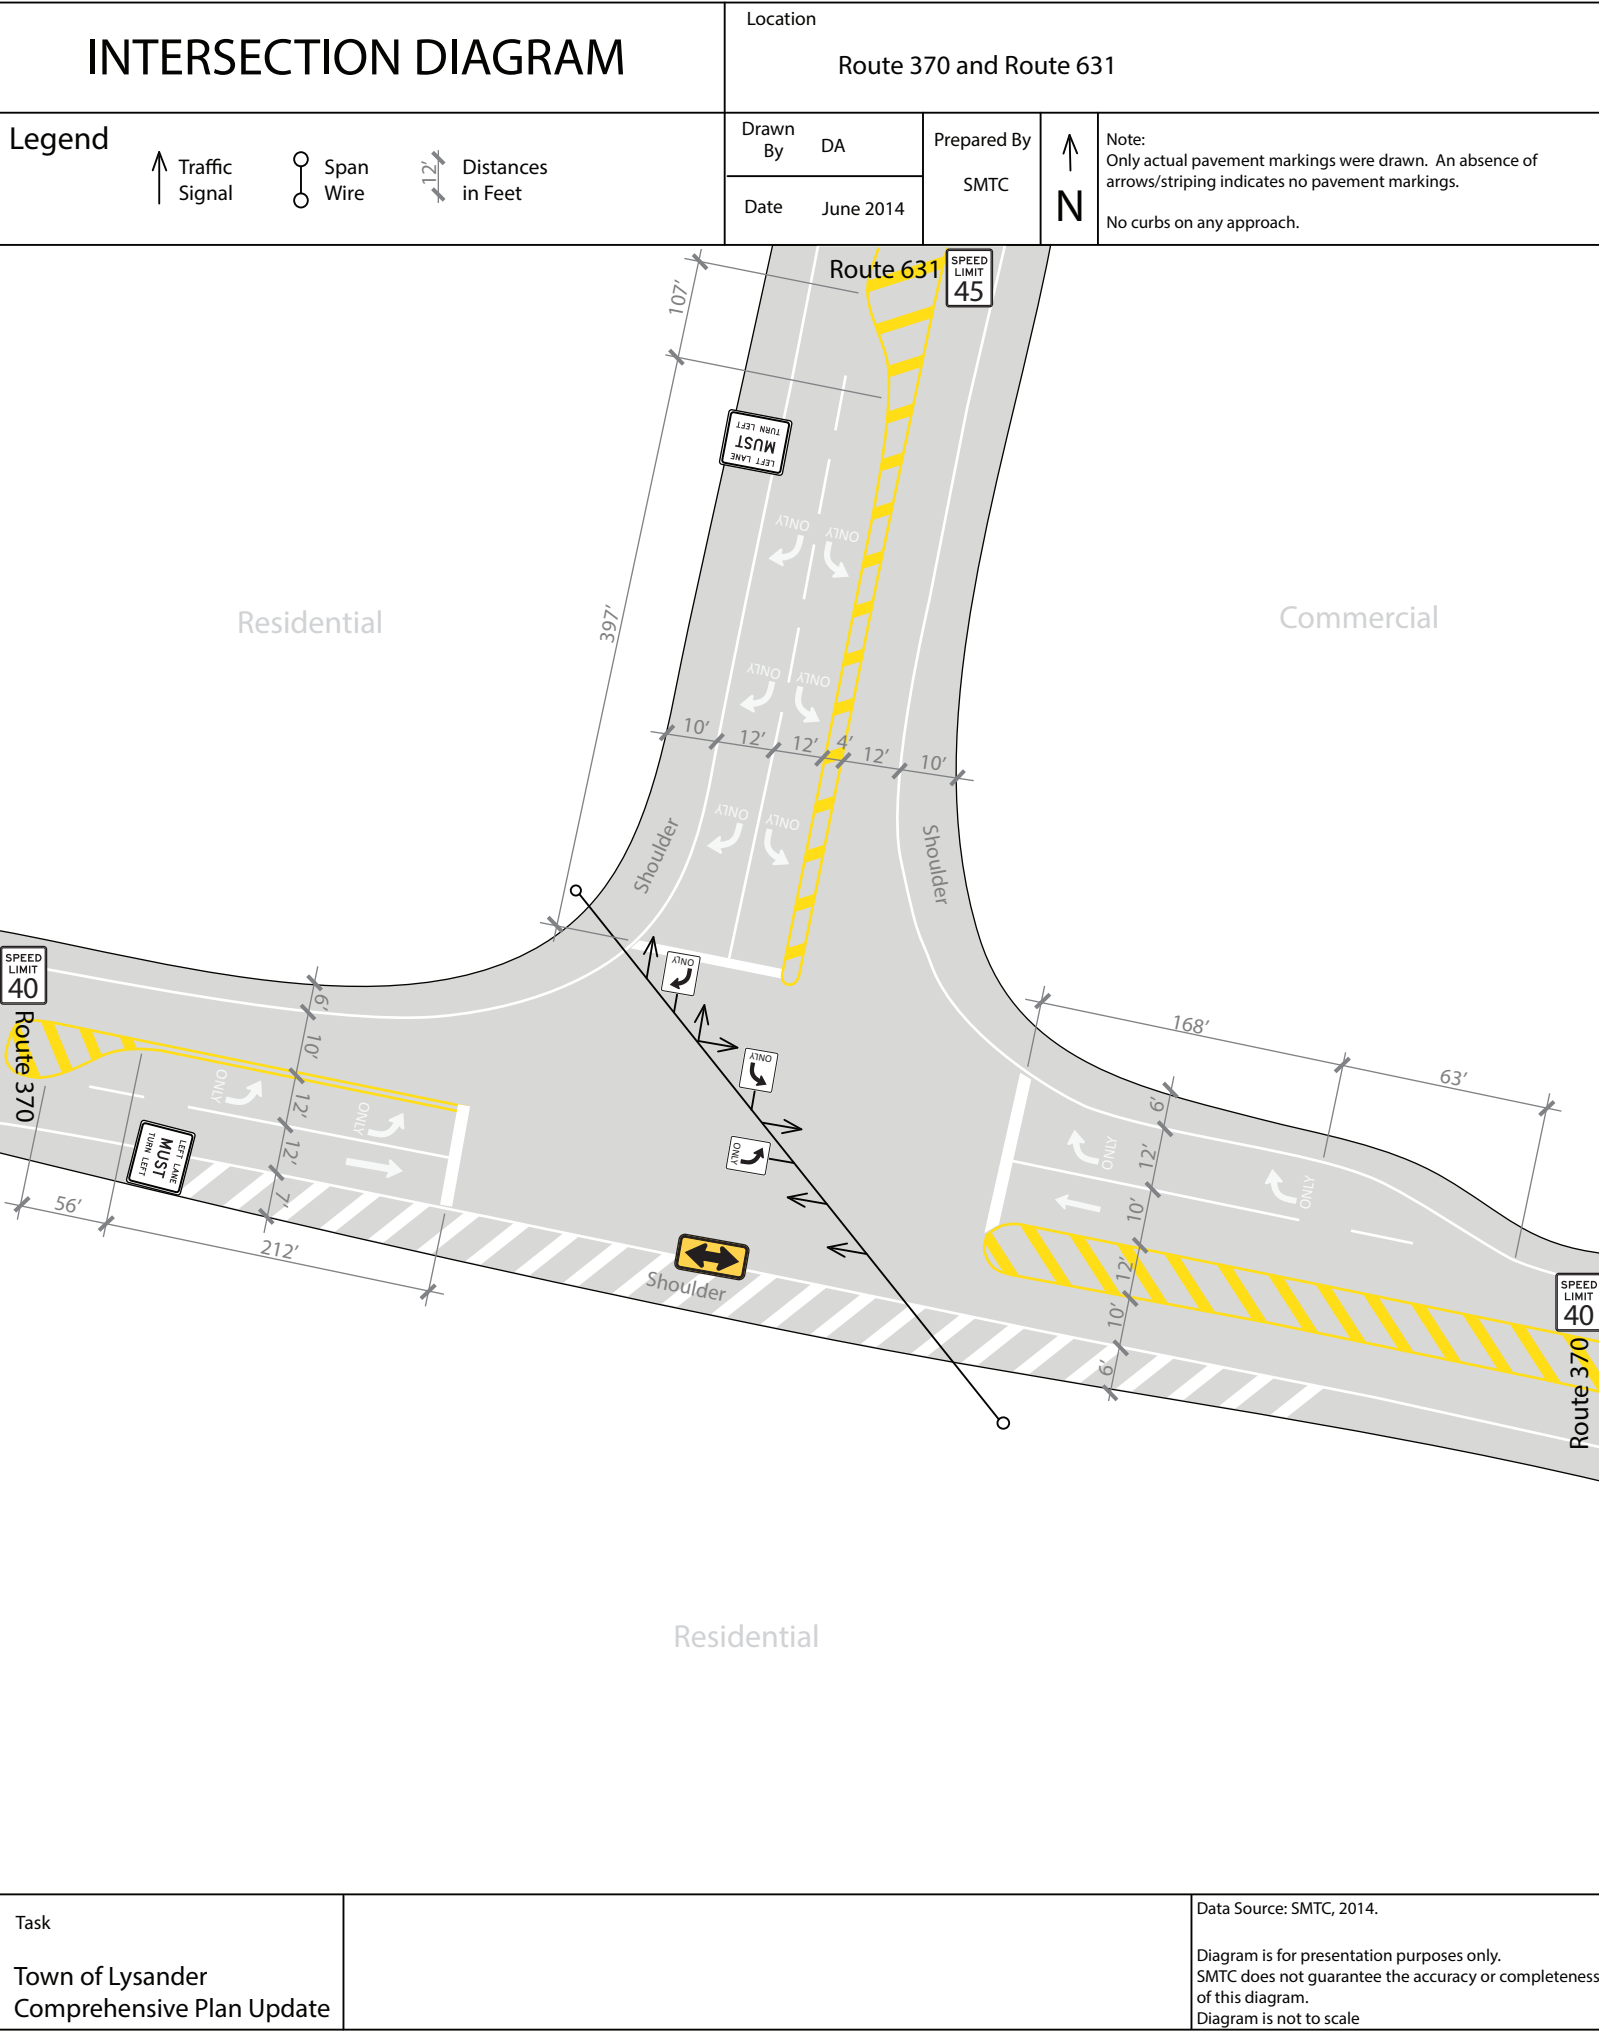 INTERSECTION DIAGRAM
Location
Route 370 and Route 631
Legend
Traffic
Signal
Span
Wire
12’
Distances
in Feet
Drawn
By
DA
Date
June 2014
Prepared By
SMTC
N
Note:
Only actual pavement markings were drawn. An absence of
arrows/striping indicates no pavement markings.
No curbs on any approach.
Route 631
SPEED
LIMIT
45
107’
LEFT LANE
MUST
TURN LEFT
ONLY
ONLY
397’
Residential
Commercial
ONLY
ONLY
10’
12’
12’
4’
12’
10’
ONLY
ONLY
Shoulder
Shoulder
SPEED
LIMIT
40
Route 370
6’
10’
12’
12’
7’
ONLY
ONLY
LEFT LANE
MUST
TURN LEFT
56’
212’
ONLY
ONLY
ONLY
Shoulder
168’
63’
6’
12’
10’
12’
10’
6’
ONLY
ONLY
SPEED
LIMIT
40
Route 370
Residential
Task
Town of Lysander
Comprehensive Plan Update
Data Source: SMTC, 2014.
Diagram is for presentation purposes only.
SMTC does not guarantee the accuracy or completeness
of this diagram.
Diagram is not to scale